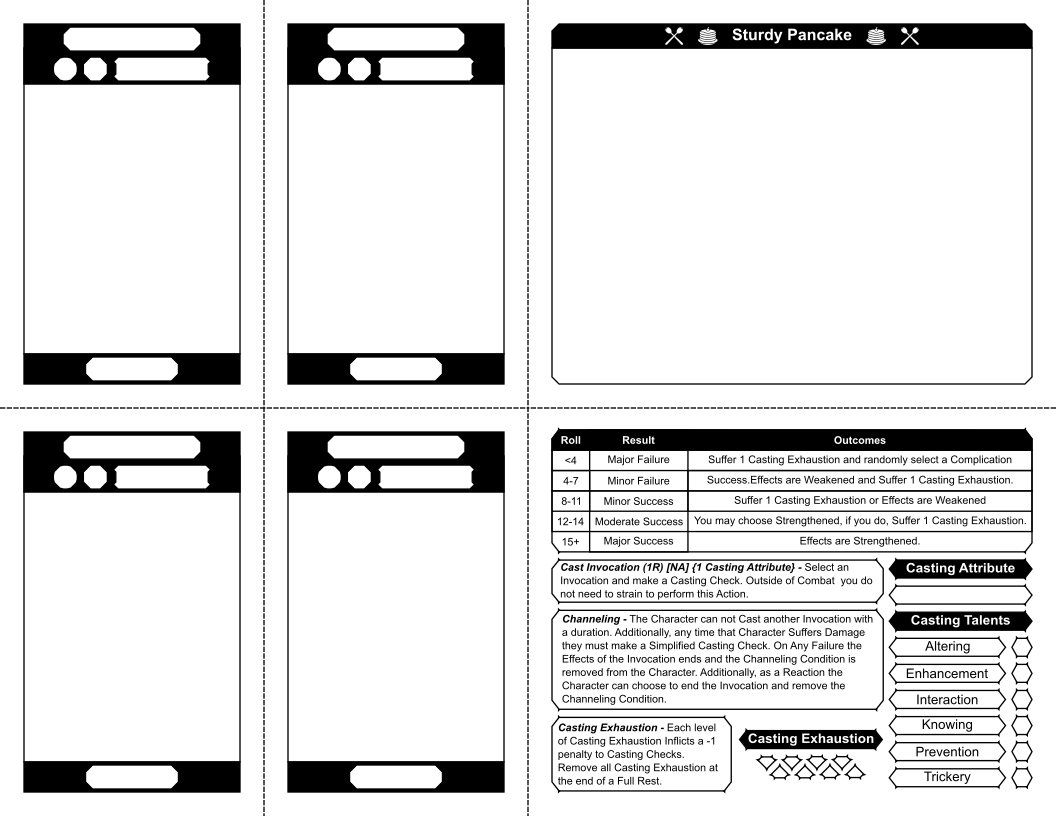 Sturdy Pancake
Roll Result Outcomes
<4 Major Failure Suffer 1 Casting Exhaustion and randomly select a Complication
4-7 Minor Failure Success.Effects are Weakened and Suffer 1 Casting Exhaustion.
8-11 Minor Success Suffer 1 Casting Exhaustion or Effects are Weakened
12-14 Moderate Success You may choose Strengthened, if you do, Suffer 1 Casting Exhaustion.
15+ Major Success Effects are Strengthened.
Cast Invocation (1R) [NA] {1 Casting Attribute} - Select an
Invocation and make a Casting Check. Outside of Combat you do
not need to strain to perform this Action.
Channeling - The Character can not Cast another Invocation with
a duration. Additionally, any time that Character Suffers Damage
they must make a Simplified Casting Check. On Any Failure the
Effects of the Invocation ends and the Channeling Condition is
removed from the Character. Additionally, as a Reaction the
Character can choose to end the Invocation and remove the
Channeling Condition.
Casting Exhaustion - Each level
of Casting Exhaustion Inflicts a -1
penalty to Casting Checks.
Remove all Casting Exhaustion at
the end of a Full Rest.
Casting Exhaustion
Casting Attribute
Casting Talents
Altering
Enhancement
Interaction
Knowing
Prevention
Trickery